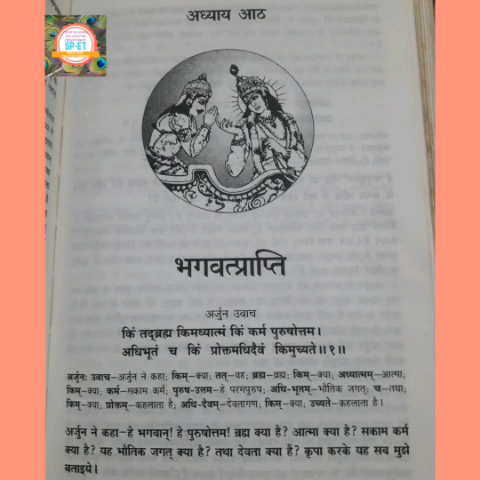 SP-ET
अध्याय आठ
भगवत्प्राप्ति
अर्जुन उवाच
किं तद्ब्रह्म किमध्यात्मं किं कर्म पुरुषोत्तम।
अधिभूतं च किं प्रोक्तमधिदैवं किमुच्यते॥१॥
अर्जुनः उवाच–अर्जुन ने कहा; किम्–क्या; तत्–वह; ब्रह्म–ब्रह्म; किम्–क्या; अध्यात्मम्–आत्मा;
किम्–क्या; कर्म–सकाम कर्म; पुरुष-उत्तम–हे परमपुरुष; अधि-भूतम्–भौतिक जगत्; च–तथा;
किम्–क्या; प्रोक्तम्–कहलाता है; अधि-देवम्–देवतागण; किम्–क्या; उच्यते–कहलाता है।
अर्जुन ने कहा–हे भगवान्! हे पुरुषोत्तम! ब्रह्म क्या है? आत्मा क्या है? सकाम कर्म
क्या है? यह भौतिक जगत् क्या है? तथा देवता क्या हैं? कृपा करके यह सब मुझे
बताइये।